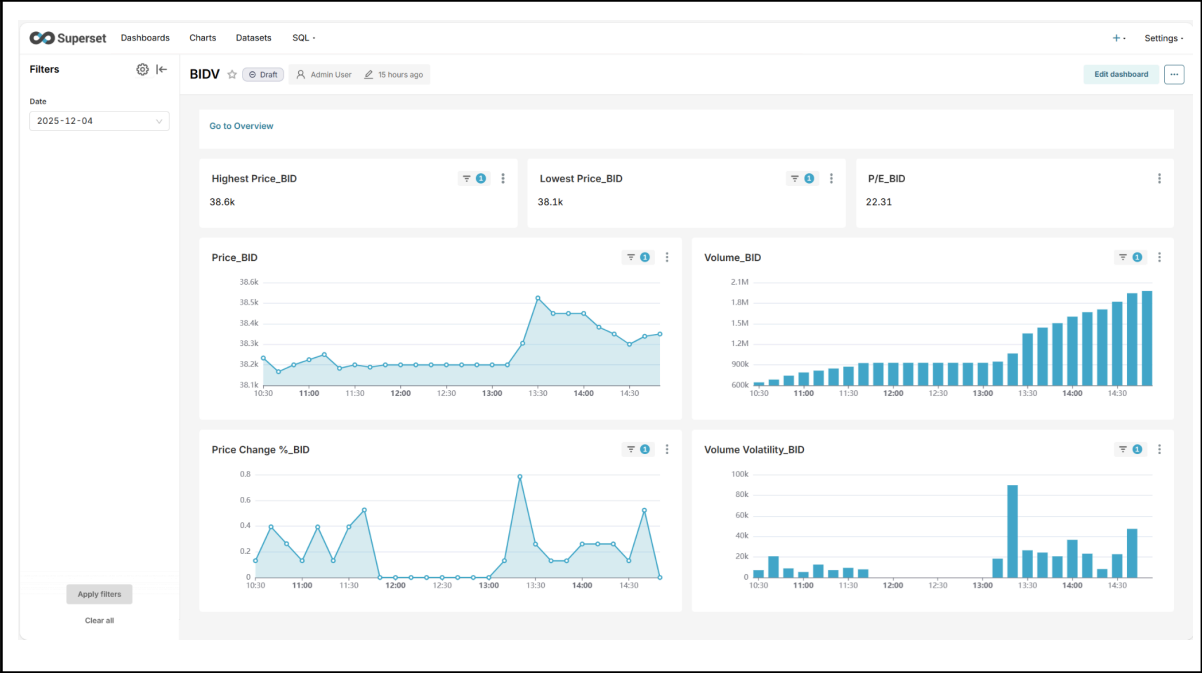 Superset Dashboards Charts Datasets SQL + Settings
Filters
Date
2025-12-04
Apply filters
Clear all
BIDV Draft Admin User 15 hours ago Edit dashboard ...
Go to Overview
Highest Price_BID 1
38.6k
Lowest Price_BID 1
38.1k
P/E_BID
22.31
Price_BID 1
38.6k
38.5k
38.4k
38.3k
38.2k
38.1k
10:30 11:00 11:30 12:00 12:30 13:00 13:30 14:00 14:30
Volume_BID 1
2.1M
1.8M
1.5M
1.2M
900k
600k
10:30 11:00 11:30 12:00 12:30 13:00 13:30 14:00 14:30
Price Change %_BID 1
0.8
0.6
0.4
0.2
0
10:30 11:00 11:30 12:00 12:30 13:30 14:00 14:30
Volume Volatility_BID 1
100k
80k
60k
40k
20k
0
10:30 11:00 11:30 12:00 12:30 13:00 13:30 14:00 14:30